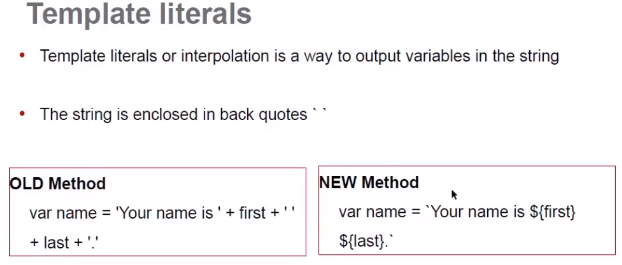 Template literals
• Template literals or interpolation is a way to output variables in the string
• The string is enclosed in back quotes ` `
OLD Method
var name = 'Your name is ' + first + ' '
+ last + '.'
NEW Method
var name = `Your name is ${first}
${last}.`